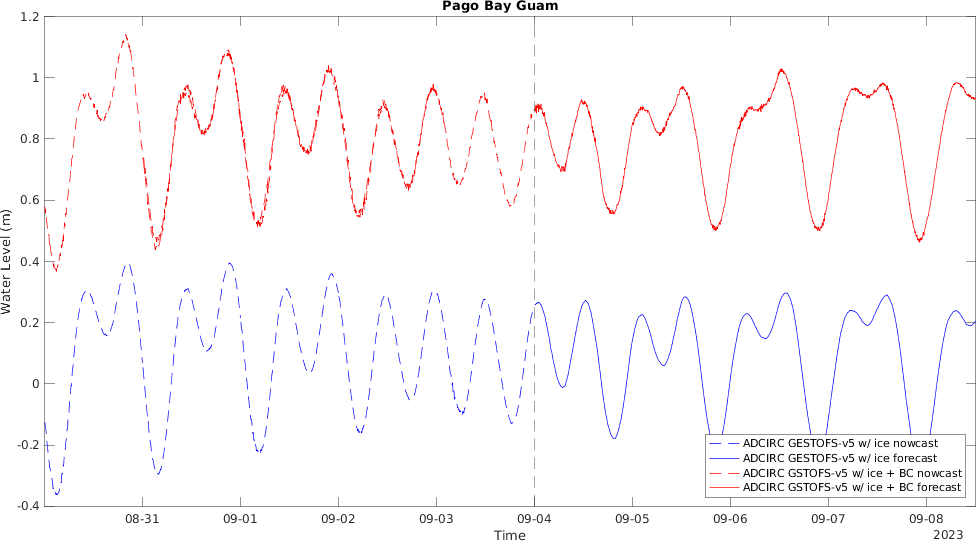 Pago Bay Guam
1.2
1
0.8
0.6
0.4
0.2
0
-0.2
-0.4
Water Level (m)
ADCIRC GESTOFS-v5 w/ ice nowcast
ADCIRC GESTOFS-v5 w/ ice forecast
ADCIRC GSTOFS-v5 w/ ice + BC nowcast
ADCIRC GSTOFS-v5 w/ ice + BC forecast
08-31 09-01 09-02 09-03 09-04 09-05 09-06 09-07 09-08
Time
2023